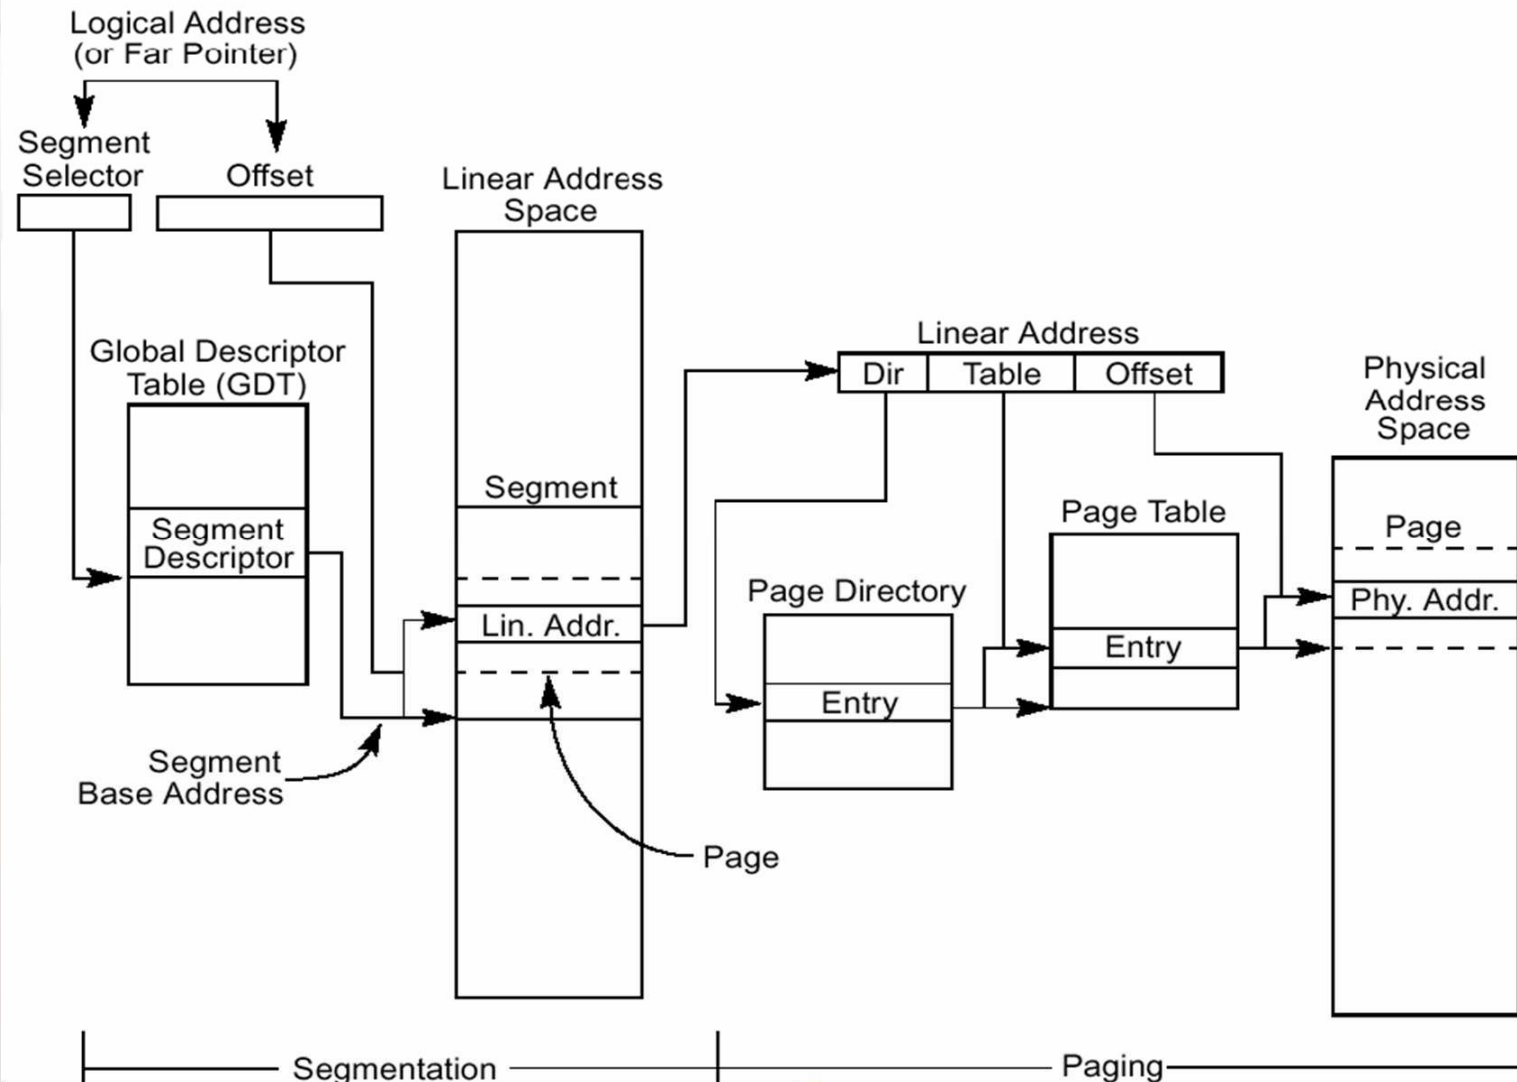 Logical Address
(or Far Pointer)
Segment
Selector
Offset
Linear Address
Space
Global Descriptor
Table (GDT)
Segment
Descriptor
Segment
Lin. Addr.
Segment
Base Address
Page
Linear Address
Dir
Table
Offset
Page Directory
Entry
Page Table
Entry
Physical
Address
Space
Page
Phy. Addr.
Segmentation
Paging